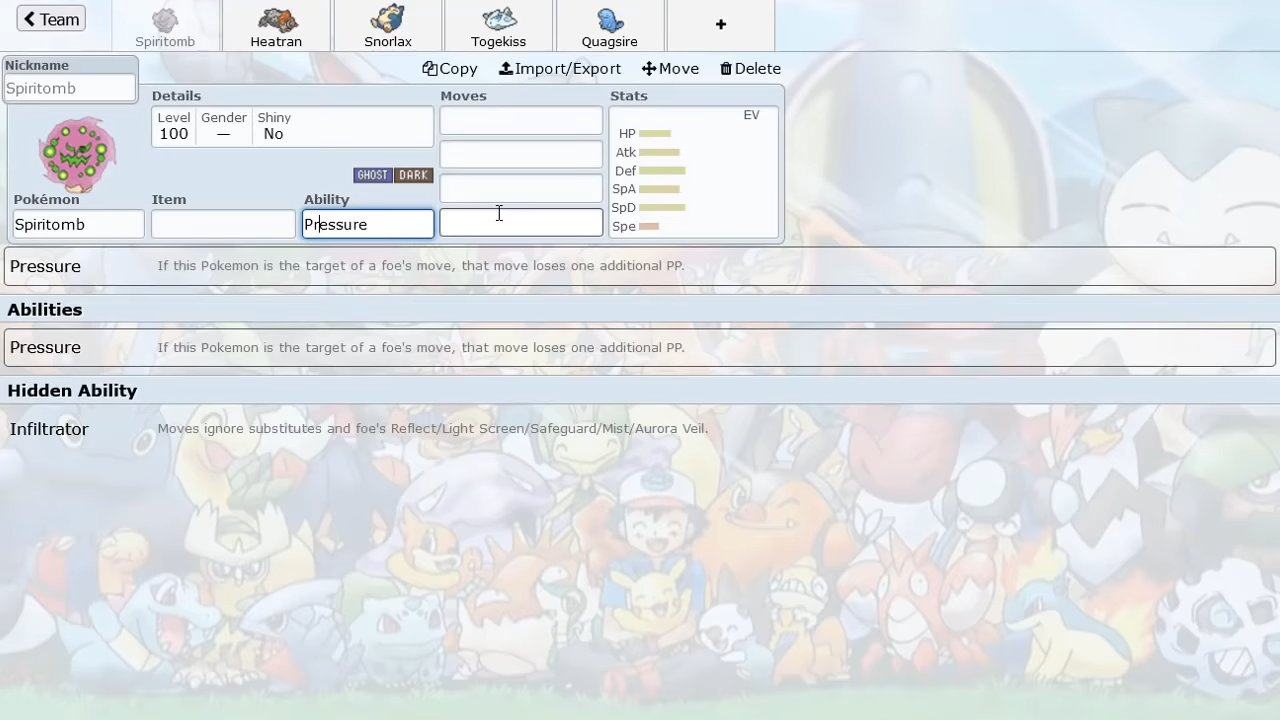 Team
Spiritomb
Heatran
Snorlax
Togekiss
Quagsire
+
Nickname
Spiritomb
Copy
Import/Export
Move
Delete
Details
Level
100
Gender
—
Shiny
No
GHOST
DARK
Pokémon
Spiritomb
Item
Ability
Pressure
Moves
Stats
EV
HP
Atk
Def
SpA
SpD
Spe
Pressure If this Pokemon is the target of a foe's move, that move loses one additional PP.
Abilities
Pressure If this Pokemon is the target of a foe's move, that move loses one additional PP.
Hidden Ability
Infiltrator Moves ignore substitutes and foe's Reflect/Light Screen/Safeguard/Mist/Aurora Veil.